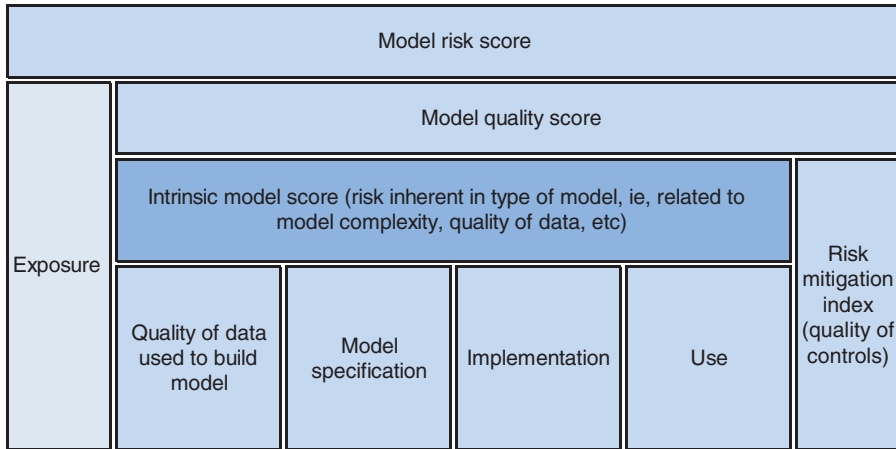 Model risk score
Model quality score
Intrinsic model score (risk inherent in type of model, ie, related to
model complexity, quality of data, etc)
Exposure
Quality of data
used to build
model
Model
specification
Implementation
Use
Risk
mitigation
index
(quality of
controls)